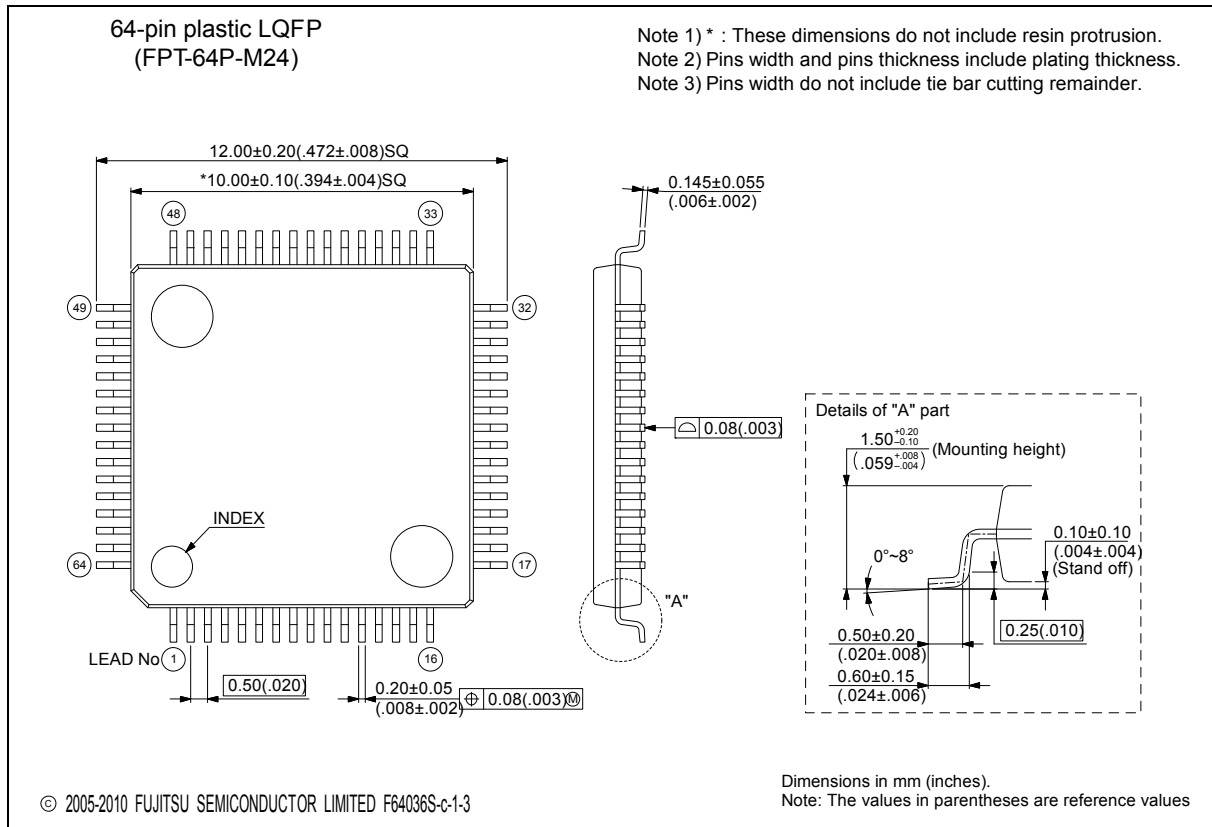 64-pin plastic LQFP
(FPT-64P-M24)
Note 1) * : These dimensions do not include resin protrusion.
Note 2) Pins width and pins thickness include plating thickness.
Note 3) Pins width do not include tie bar cutting remainder.
12.00±0.20(.472±.008)SQ
*10.00±0.10(.394±.004)SQ
0.145±0.055
(.006±.002)
48
33
49
32
0.08(.003)
INDEX
64
17
"A"
LEAD No
1
16
0.50(.020)
0.20±0.05
(.008±.002)
⌖ 0.08(.003)Ⓜ
Details of "A" part
1.50 +0.20 –0.10 (Mounting height)
(.059 +.008 –.004)
0°~8°
0.10±0.10
(.004±.004)
(Stand off)
0.25(.010)
0.50±0.20
(.020±.008)
0.60±0.15
(.024±.006)
© 2005-2010 FUJITSU SEMICONDUCTOR LIMITED F64036S-c-1-3
Dimensions in mm (inches).
Note: The values in parentheses are reference values